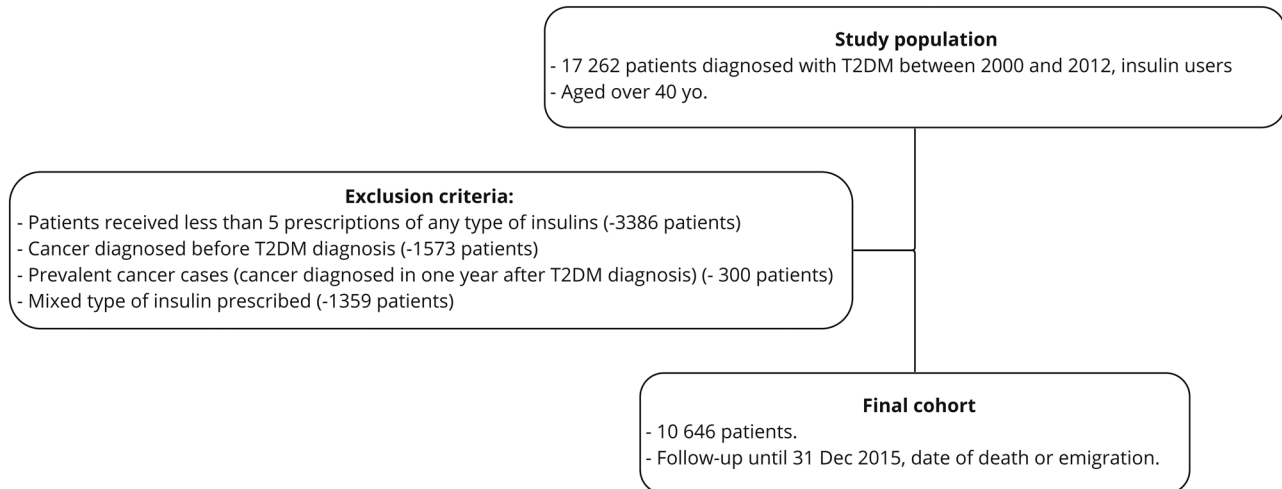 Study population
- 17 262 patients diagnosed with T2DM between 2000 and 2012, insulin users
- Aged over 40 yo.
Exclusion criteria:
- Patients received less than 5 prescriptions of any type of insulins (-3386 patients)
- Cancer diagnosed before T2DM diagnosis (-1573 patients)
- Prevalent cancer cases (cancer diagnosed in one year after T2DM diagnosis) (- 300 patients)
- Mixed type of insulin prescribed (-1359 patients)
Final cohort
- 10 646 patients.
- Follow-up until 31 Dec 2015, date of death or emigration.